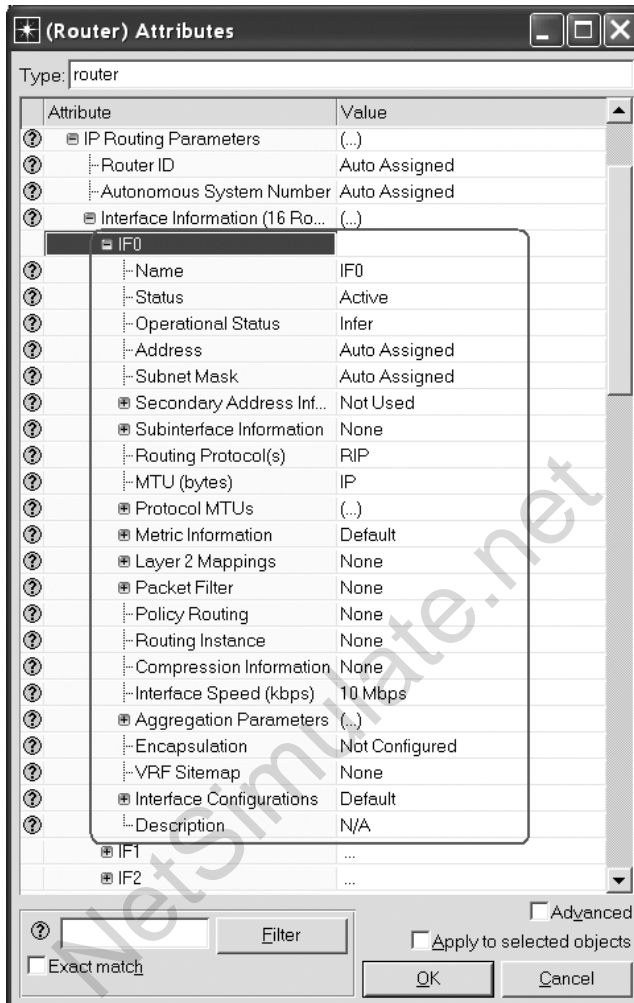 (Router) Attributes
Type: router
Attribute Value
IP Routing Parameters (...)
Router ID Auto Assigned
Autonomous System Number Auto Assigned
Interface Information (16 Ro... (...)
IF0
Name IF0
Status Active
Operational Status Infer
Address Auto Assigned
Subnet Mask Auto Assigned
Secondary Address Inf... Not Used
Subinterface Information None
Routing Protocol(s) RIP
MTU (bytes) IP
Protocol MTUs (...)
Metric Information Default
Layer 2 Mappings None
Packet Filter None
Policy Routing None
Routing Instance None
Compression Information None
Interface Speed (kbps) 10 Mbps
Aggregation Parameters (...)
Encapsulation Not Configured
VRF Sitemap None
Interface Configurations Default
Description N/A
IF1 ...
IF2 ...
Advanced
Filter
Apply to selected objects
Exact match
OK Cancel
NetSimulate.net